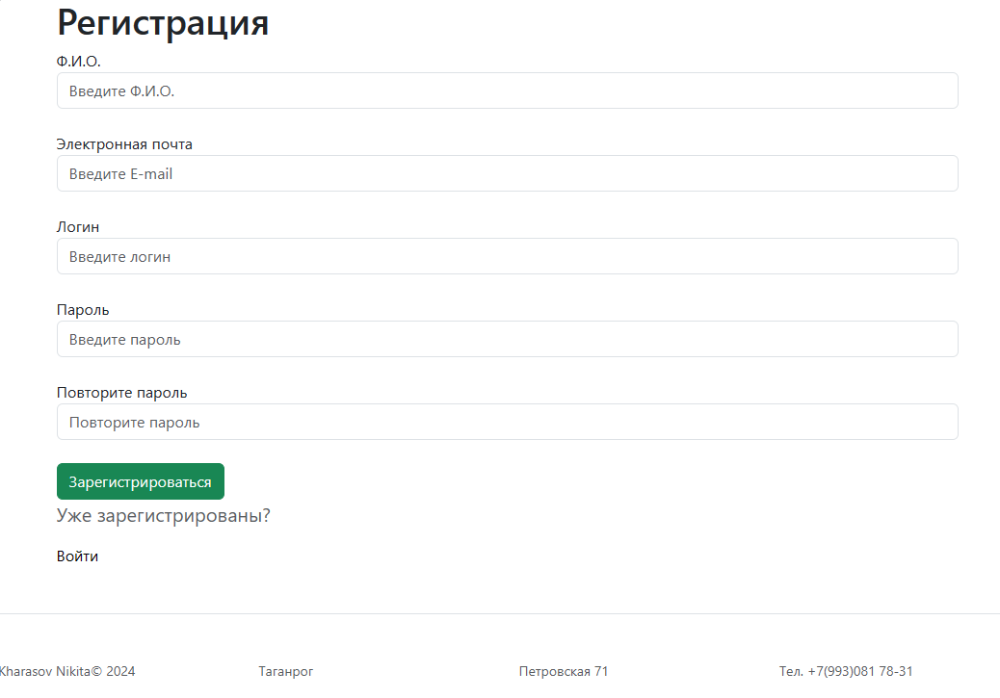 Регистрация
Ф.И.О.
Введите Ф.И.О.
Электронная почта
Введите E-mail
Логин
Введите логин
Пароль
Введите пароль
Повторите пароль
Повторите пароль
Зарегистрироваться
Уже зарегистрированы?
Войти
Kharasov Nikita© 2024 Таганрог Петровская 71 Тел. +7(993)081 78-31